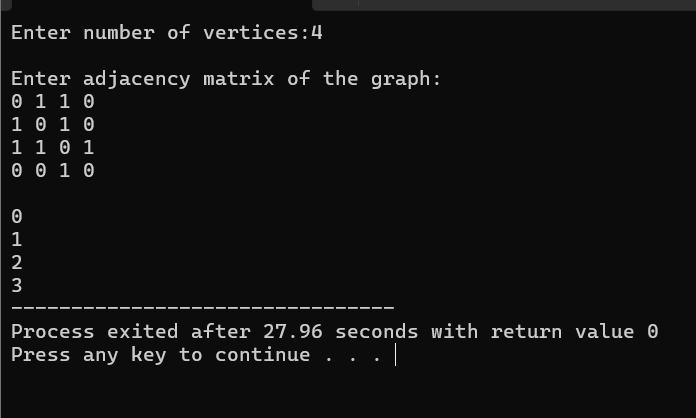 Enter number of vertices:4
Enter adjacency matrix of the graph:
0 1 1 0
1 0 1 0
1 1 0 1
0 0 1 0
0
1
2
3
--------------------------------
Process exited after 27.96 seconds with return value 0
Press any key to continue . . .